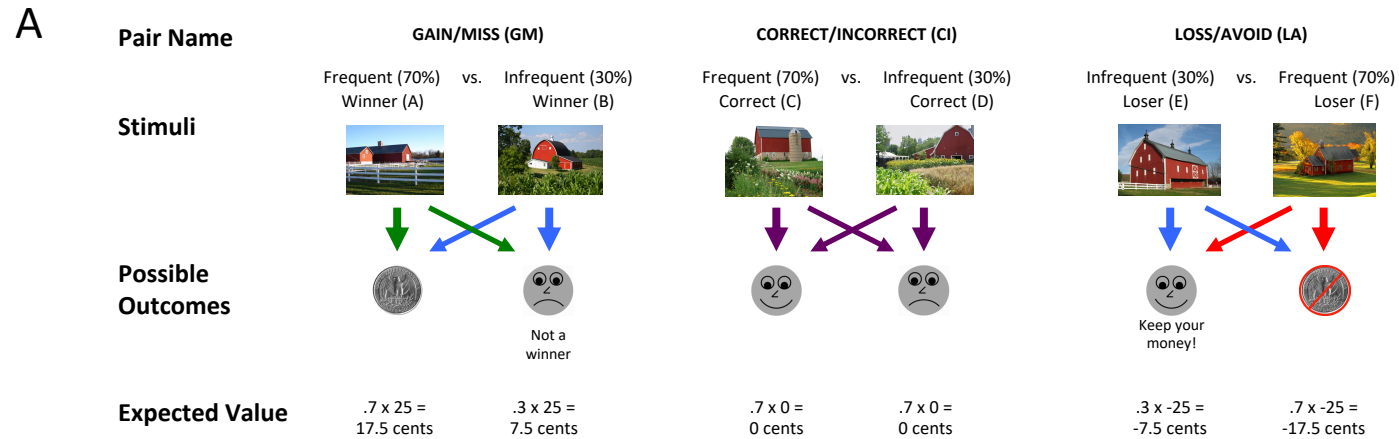 A
Pair Name
GAIN/MISS (GM)
CORRECT/INCORRECT (CI)
LOSS/AVOID (LA)
Stimuli
Frequent (70%) vs. Infrequent (30%)
Winner (A) Winner (B)
Frequent (70%) vs. Infrequent (30%)
Correct (C) Correct (D)
Infrequent (30%) vs. Frequent (70%)
Loser (E) Loser (F)
Possible
Outcomes
Not a
winner
Keep your
money!
Expected Value
.7 x 25 =
17.5 cents
.3 x 25 =
7.5 cents
.7 x 0 =
0 cents
.7 x 0 =
0 cents
.3 x -25 =
-7.5 cents
.7 x -25 =
-17.5 cents